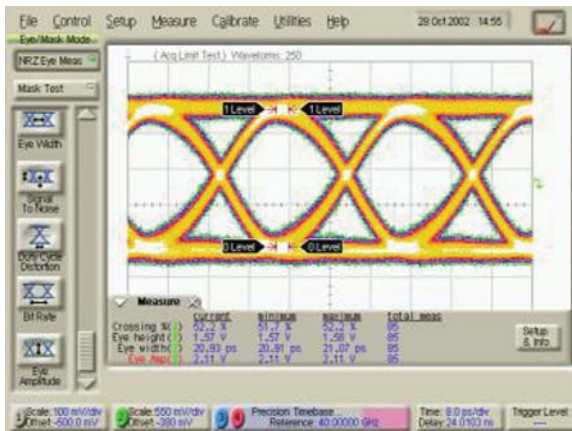 File Control Setup Measure Calibrate Utilities Help 28 Oct 2002 14:55
Eye/Mask Mode
NRZ Eye Meas
(Acq Limit Test) Waveforms: 250
Mask Test
1 Level 1 Level
Eye Width
Signal
To Noise
0 Level 0 Level
Duty Cycle
Distortion
Bit Rate
Eye
Amplitude
Measure
current minimum maximum total meas
Crossing %( ) 52.2 % 51.7 % 52.2 % 85
Eye height( ) 1.57 V 1.57 V 1.58 V 85
Eye width( ) 20.93 ps 20.91 ps 21.07 ps 85
Eye Amp( ) 2.11 V 2.11 V 2.11 V 85
Setup
& Info
1 Scale: 100 mV/div 2 Scale: 550 mV/div 3 4 Precision Timebase... Time: 8.0 ps/div Trigger Level
Offset: -500.0 mV Offset: -380 mV Reference: 40.00000 GHz Delay: 24.0103 ns